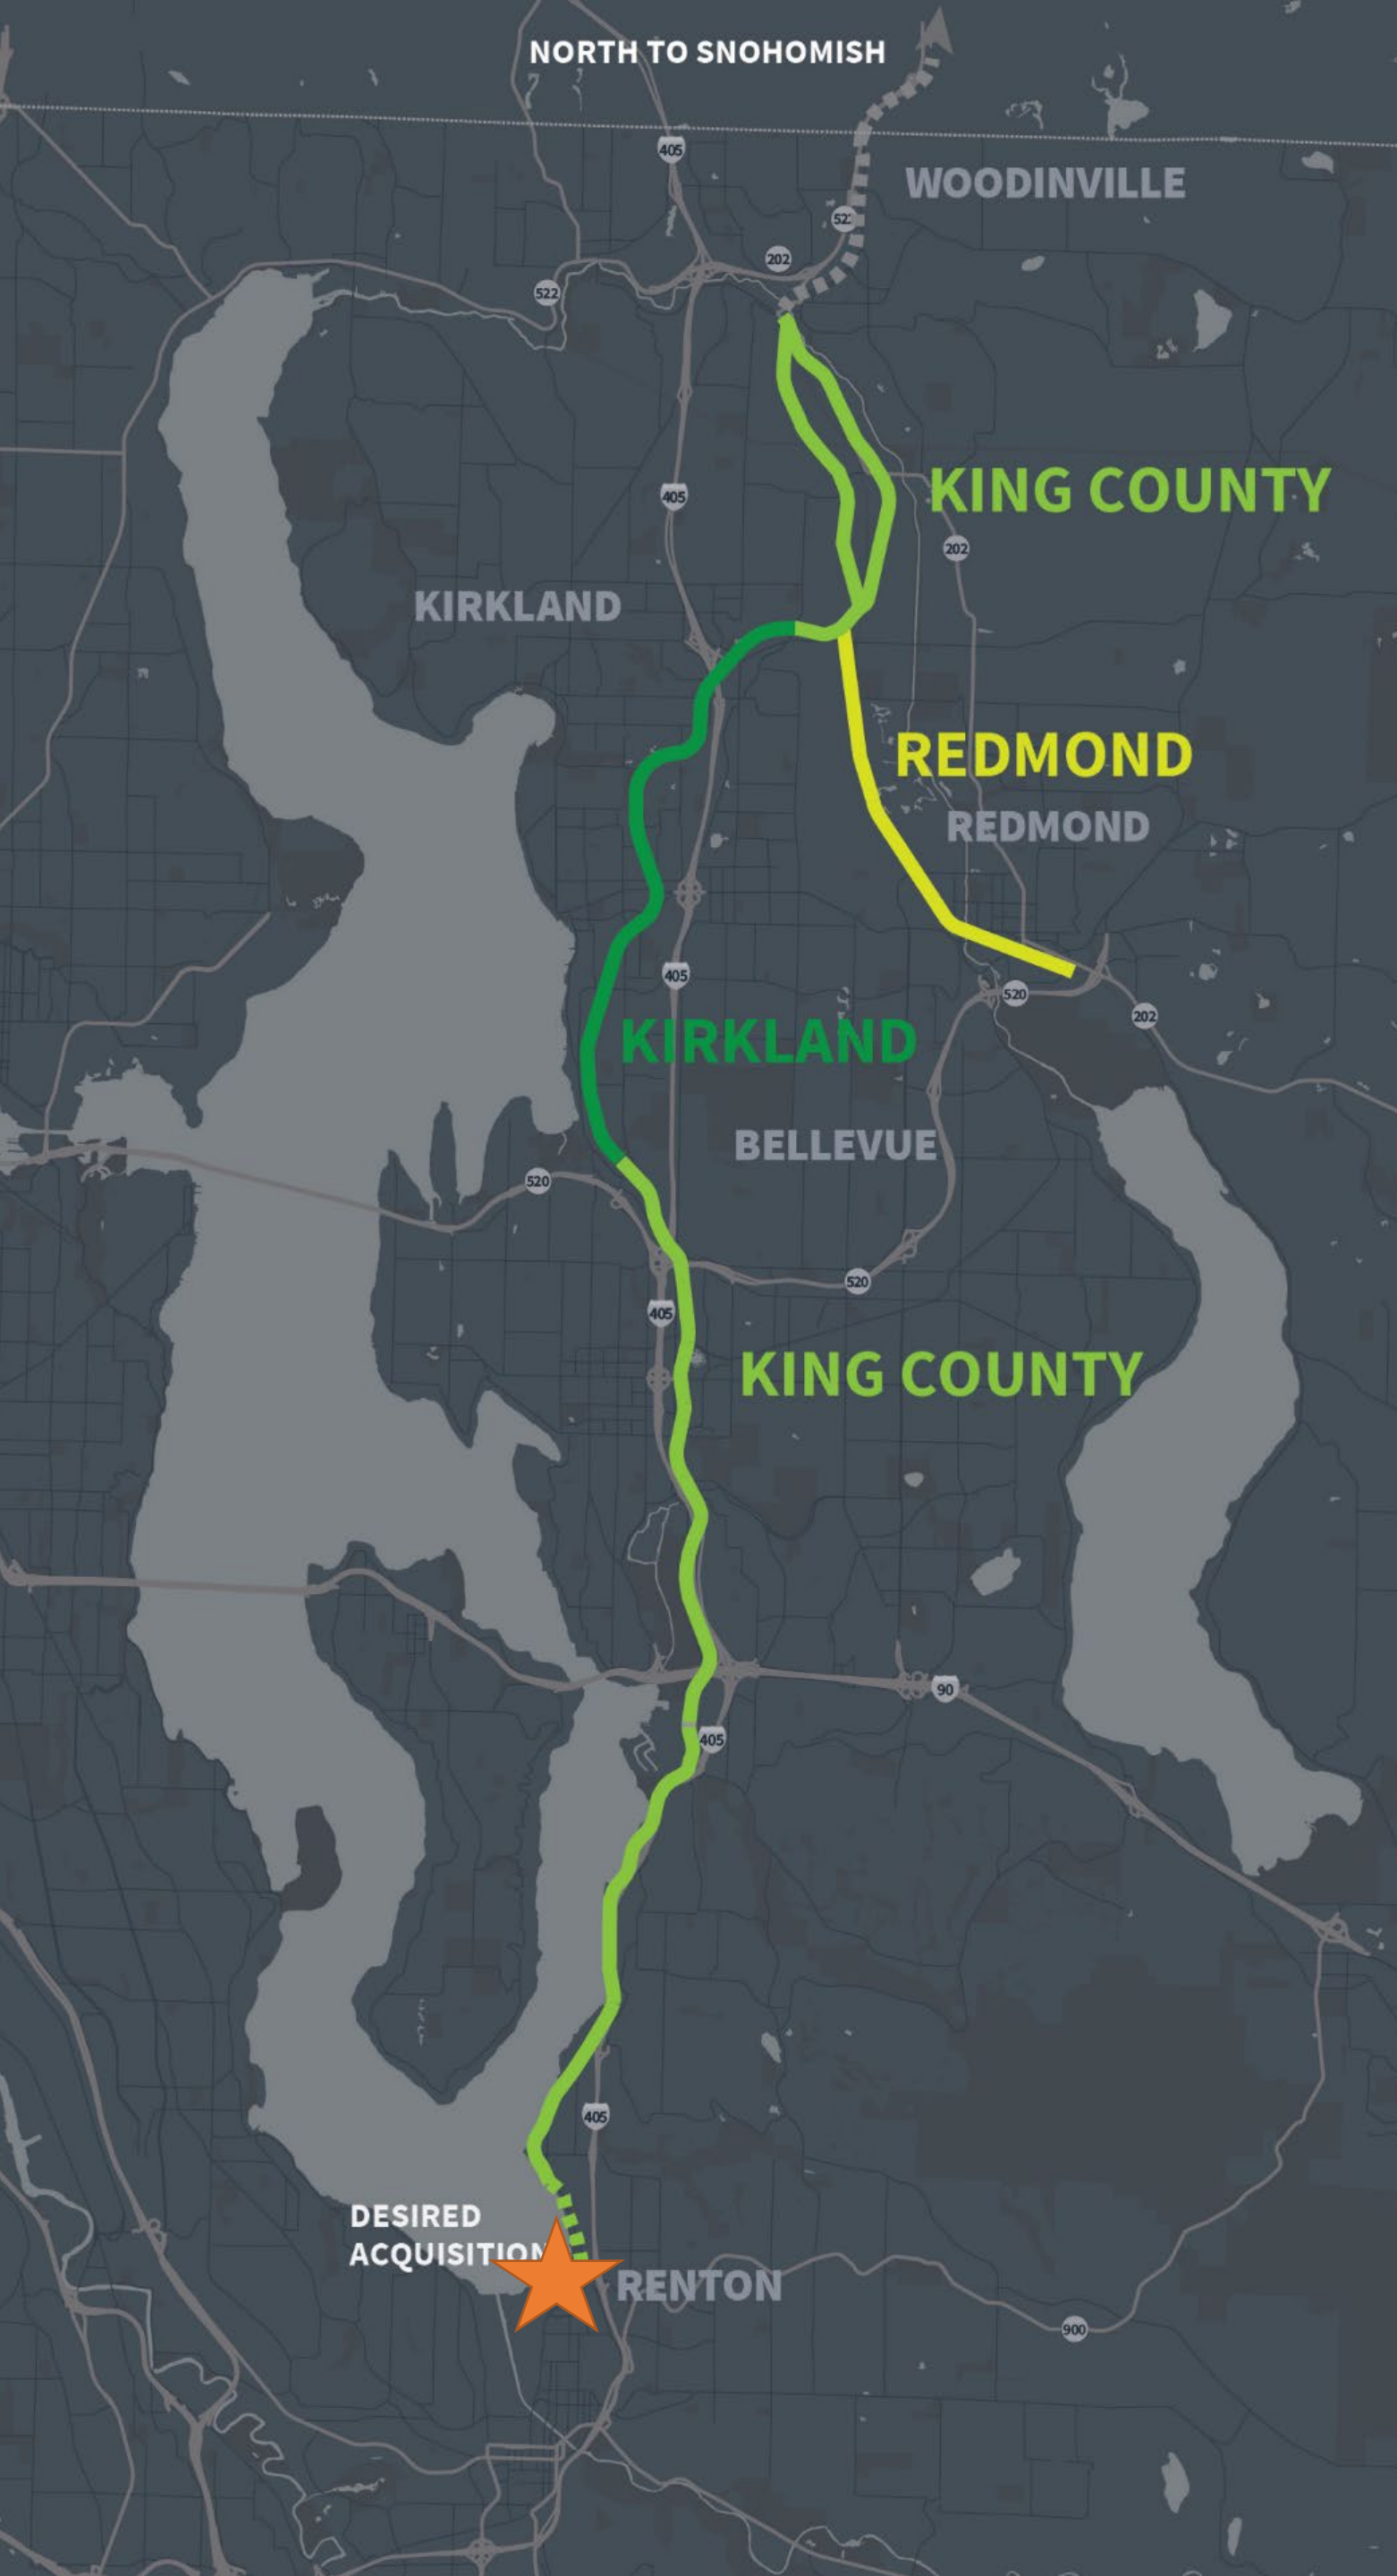 NORTH TO SNOHOMISH
405
WOODINVILLE
522
202
522
KING COUNTY
405
202
KIRKLAND
REDMOND
REDMOND
405
520
202
KIRKLAND
BELLEVUE
520
520
405
KING COUNTY
90
405
405
DESIRED
ACQUISITION
RENTON
900